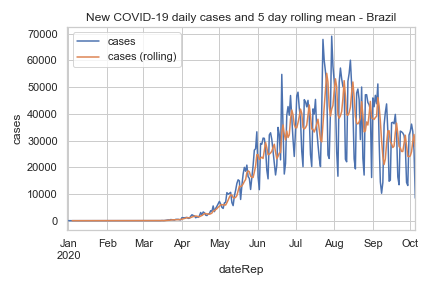 New COVID-19 daily cases and 5 day rolling mean - Brazil
70000
60000
50000
40000
30000
20000
10000
0
cases
cases
cases (rolling)
Jan Feb Mar Apr May Jun Jul Aug Sep Oct
2020
dateRep